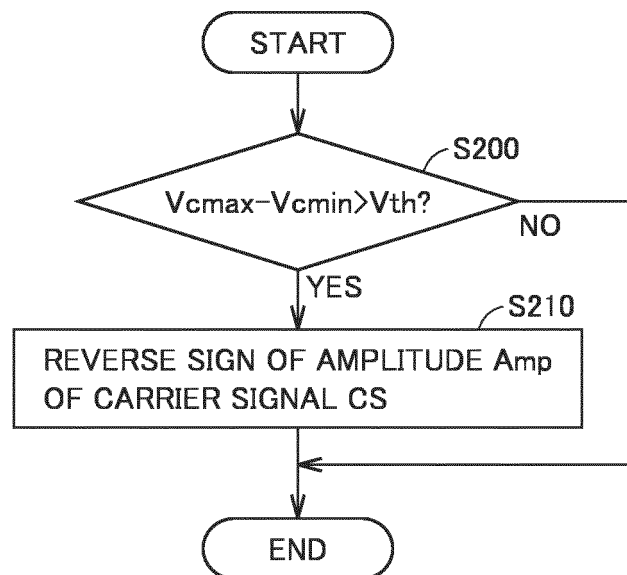 START
S200
Vcmax-Vcmin>Vth?
NO
YES
S210
REVERSE SIGN OF AMPLITUDE Amp
OF CARRIER SIGNAL CS
END